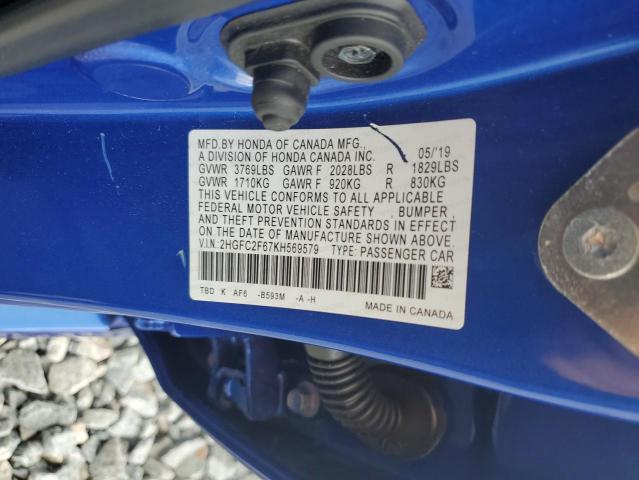 MFD.BY HONDA OF CANADA MFG.,
A DIVISION OF HONDA CANADA INC. 05/'19
GVWR 3769LBS GAWR F 2028LBS R 1829LBS
GVWR 1710KG GAWR F 920KG R 830KG
THIS VEHICLE CONFORMS TO ALL APPLICABLE
FEDERAL MOTOR VEHICLE SAFETY , BUMPER,
AND THEFT PREVENTION STANDARDS IN EFFECT
ON THE DATE OF MANUFACTURE SHOWN ABOVE.
V.I.N.:2HGFC2F67KH569579 TYPE: PASSENGER CAR
TBD K AF6 -B593M -A -H
MADE IN CANADA